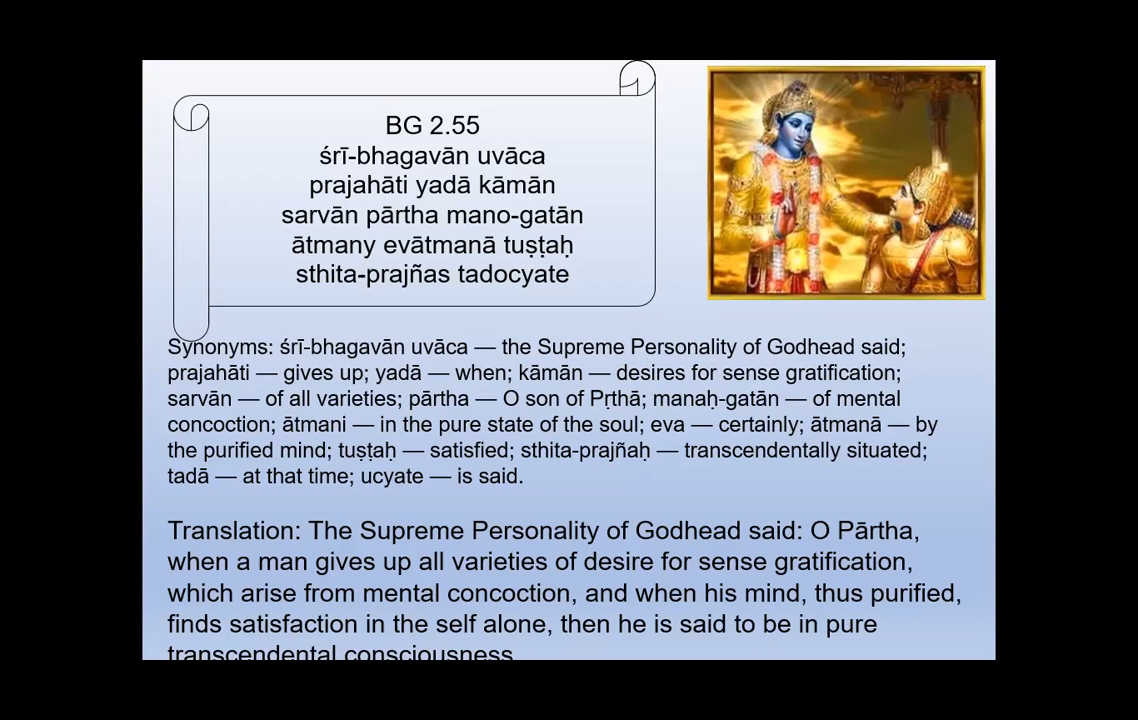 BG 2.55
śrī-bhagavān uvāca
prajahāti yadā kāmān
sarvān pārtha mano-gatān
ātmany evātmanā tuṣṭaḥ
sthita-prajñas tadocyate
Synonyms: śrī-bhagavān uvāca — the Supreme Personality of Godhead said;
prajahāti — gives up; yadā — when; kāmān — desires for sense gratification;
sarvān — of all varieties; pārtha — O son of Pṛthā; manaḥ-gatān — of mental
concoction; ātmani — in the pure state of the soul; eva — certainly; ātmanā — by
the purified mind; tuṣṭaḥ — satisfied; sthita-prajñaḥ — transcendentally situated;
tadā — at that time; ucyate — is said.
Translation: The Supreme Personality of Godhead said: O Pārtha,
when a man gives up all varieties of desire for sense gratification,
which arise from mental concoction, and when his mind, thus purified,
finds satisfaction in the self alone, then he is said to be in pure
transcendental consciousness.